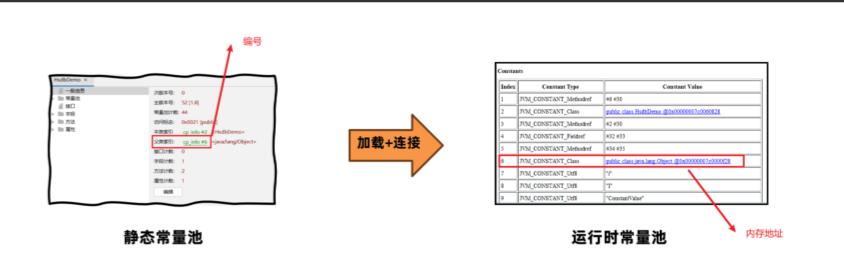 编号
HsdbDemo ×
一般信息
常量池
接口
字段
方法
属性
次版本号: 0
主版本号: 52 [1.8]
常量池计数: 44
访问标志: 0x0021 [public]
本类索引: cp_info #2 <HsdbDemo>
父类索引: cp_info #6 <java/lang/Object>
接口计数: 0
字段计数: 1
方法计数: 2
属性计数: 1
编辑
静态常量池
加载+连接
Constants
Index Constant Type Constant Value
1 JVM_CONSTANT_Methodref #6 #30
2 JVM_CONSTANT_Class public class HsdbDemo @0x00000007c0060828
3 JVM_CONSTANT_Methodref #2 #30
4 JVM_CONSTANT_Fieldref #32 #33
5 JVM_CONSTANT_Methodref #34 #35
6 JVM_CONSTANT_Class public class java.lang.Object @0x00000007c0000f28
7 JVM_CONSTANT_Utf8 "i"
8 JVM_CONSTANT_Utf8 "I"
9 JVM_CONSTANT_Utf8 "ConstantValue"
运行时常量池
内存地址